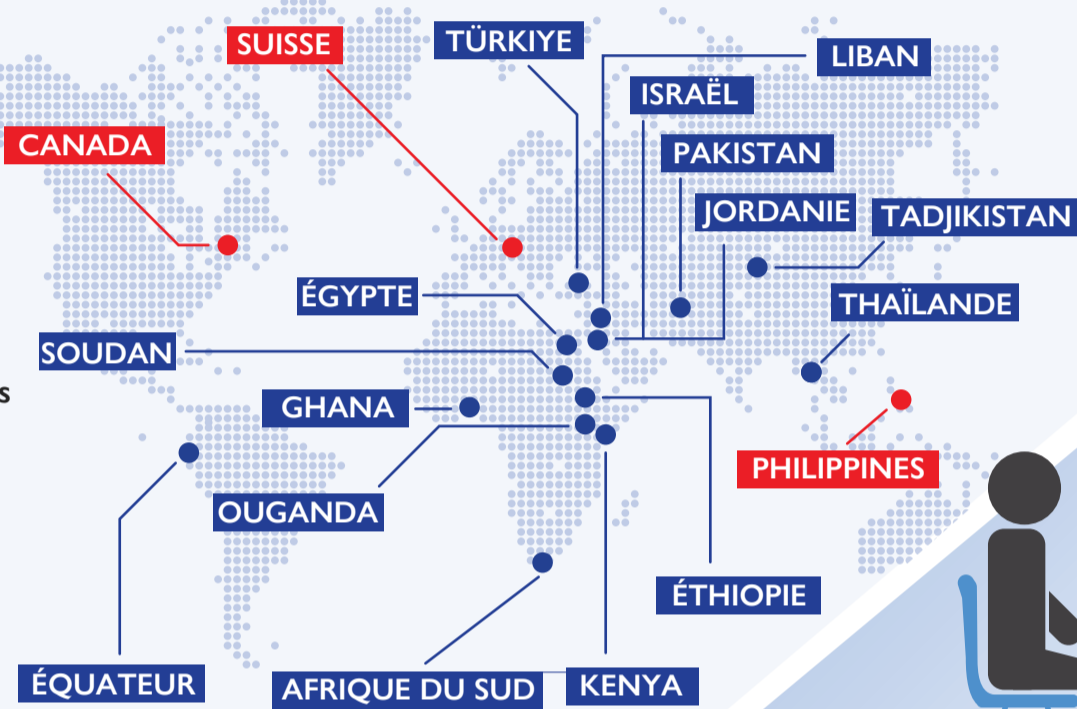 SUISSE
TÜRKIYE
LIBAN
ISRAËL
CANADA
PAKISTAN
JORDANIE
TADJIKISTAN
ÉGYPTE
THAÏLANDE
SOUDAN
s
GHANA
PHILIPPINES
OUGANDA
ÉTHIOPIE
ÉQUATEUR
AFRIQUE DU SUD
KENYA